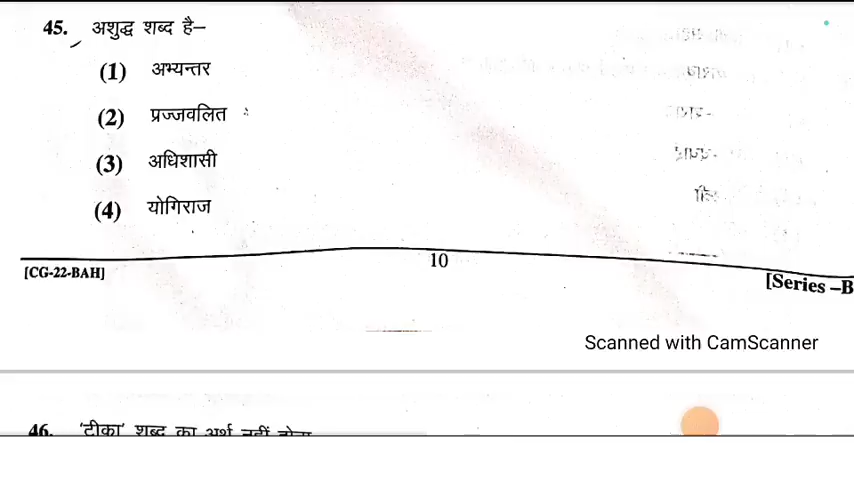 45. अशुद्ध शब्द है–
(1) अभ्यन्तर
(2) प्रज्जवलित
(3) अधिशासी
(4) योगिराज
10
[CG-22-BAH]
[Series –B
Scanned with CamScanner
46. 'टीका' शब्द का अर्थ नहीं होता